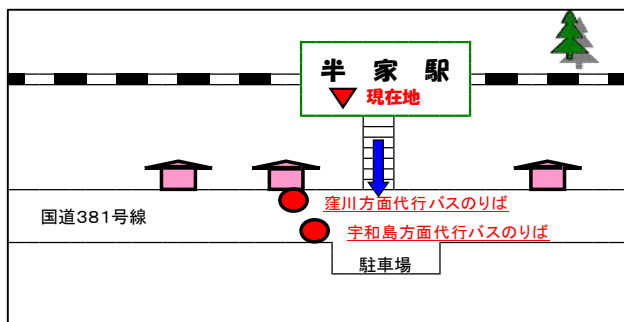 半家駅
現在地
窪川方面代行バスのりば
国道381号線
宇和島方面代行バスのりば
駐車場